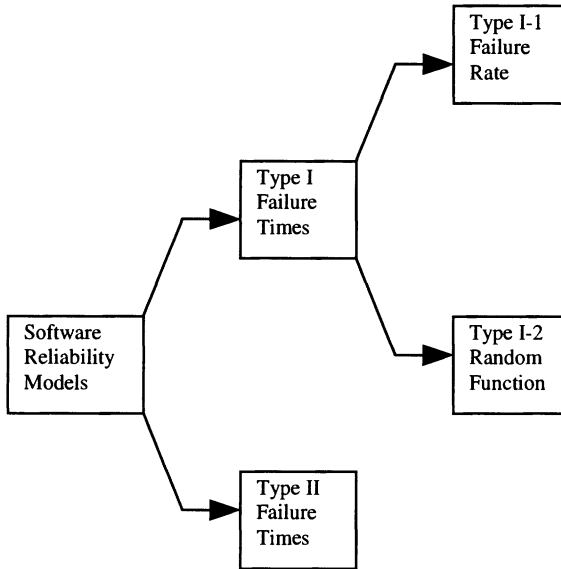 Type I-1
Failure
Rate
Type I
Failure
Times
Software
Reliability
Models
Type I-2
Random
Function
Type II
Failure
Times